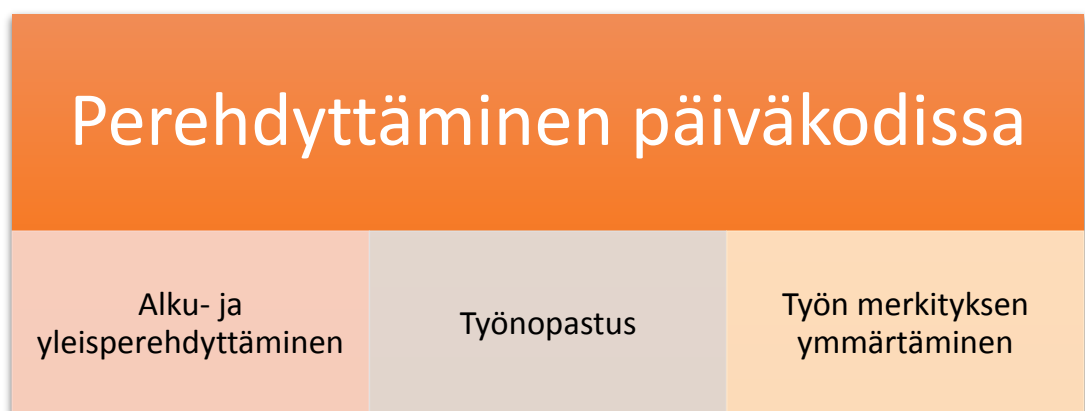 Perehdyttäminen päiväkodissa
Alku- ja
yleisperehdyttäminen
Työnopastus
Työn merkityksen
ymmärtäminen